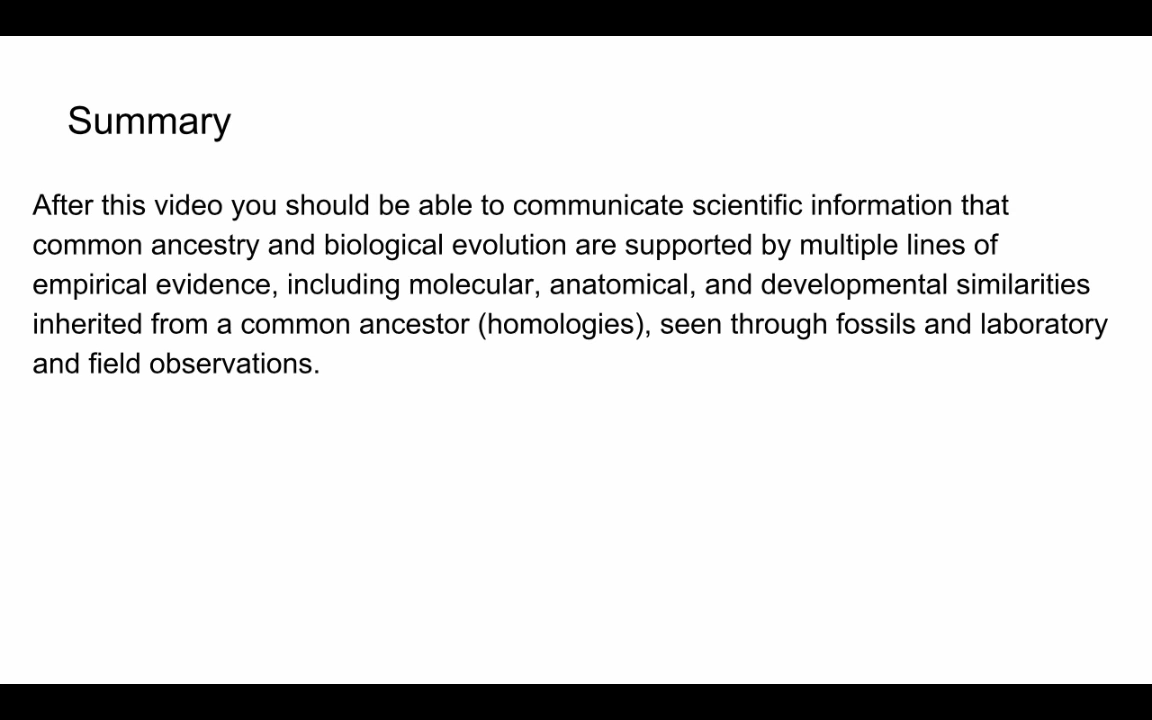 Summary
After this video you should be able to communicate scientific information that
common ancestry and biological evolution are supported by multiple lines of
empirical evidence, including molecular, anatomical, and developmental similarities
inherited from a common ancestor (homologies), seen through fossils and laboratory
and field observations.